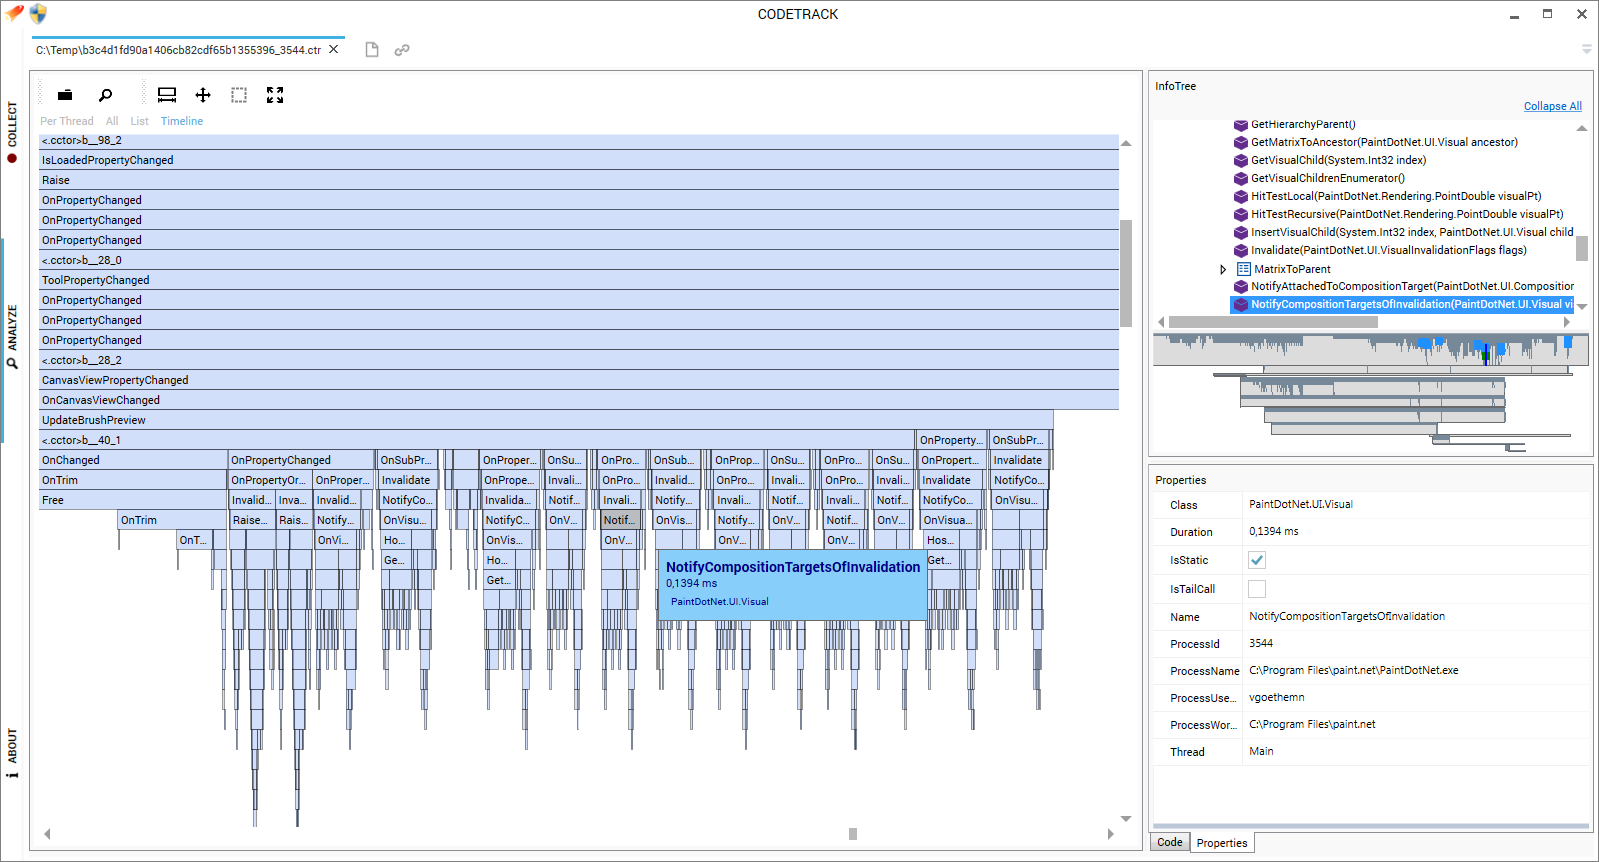 CODETRACK
C:\Temp\b3c4d1fd90a1406cb82cdf65b1355396_3544.ctr
COLLECT
ANALYZE
ABOUT
Per Thread All List Timeline
<.cctor>b__98_2
IsLoadedPropertyChanged
Raise
OnPropertyChanged
OnPropertyChanged
OnPropertyChanged
<.cctor>b__28_0
ToolPropertyChanged
OnPropertyChanged
OnPropertyChanged
OnPropertyChanged
<.cctor>b__28_2
CanvasViewPropertyChanged
OnCanvasViewChanged
UpdateBrushPreview
<.cctor>b__40_1 OnProperty... OnSubPr...
OnChanged OnPropertyChanged OnSubPr... OnProper... OnSu... OnPro... OnSub... OnProp... OnSu... OnPro... OnSu... OnPropert... Invalidate
OnTrim OnPropertyOr... OnProper... Invalidate OnPrope... Invali... OnPro... Invalid... OnPro... Invali... OnPro... Invali... Invalidate NotifyCo...
Free Invalid... Inva... Invalid... NotifyCo... Invalida... Notif... Invali... Notify... Invali... Notif... Invali... Notif... NotifyCo... OnVisu...
OnTrim Raise... Rais... Notify... OnVisu... NotifyC... OnV... Notif... OnVis... Notify... OnV... Notif... OnV... OnVisua...
OnT... OnVi... Ho... OnVis... OnV... OnV... OnV... Hos...
Ge... Ho... Get...
Get...
NotifyCompositionTargetsOfInvalidation
0,1394 ms
PaintDotNet.UI.Visual
InfoTree
Collapse All
GetHierarchyParent()
GetMatrixToAncestor(PaintDotNet.UI.Visual ancestor)
GetVisualChild(System.Int32 index)
GetVisualChildrenEnumerator()
HitTestLocal(PaintDotNet.Rendering.PointDouble visualPt)
HitTestRecursive(PaintDotNet.Rendering.PointDouble visualPt)
InsertVisualChild(System.Int32 index, PaintDotNet.UI.Visual child
Invalidate(PaintDotNet.UI.VisualInvalidationFlags flags)
MatrixToParent
NotifyAttachedToCompositionTarget(PaintDotNet.UI.Composition
NotifyCompositionTargetsOfInvalidation(PaintDotNet.UI.Visual vi
Properties
Class PaintDotNet.UI.Visual
Duration 0,1394 ms
IsStatic
IsTailCall
Name NotifyCompositionTargetsOfInvalidation
ProcessId 3544
ProcessName C:\Program Files\paint.net\PaintDotNet.exe
ProcessUse... vgoethemn
ProcessWor... C:\Program Files\paint.net
Thread Main
Code Properties